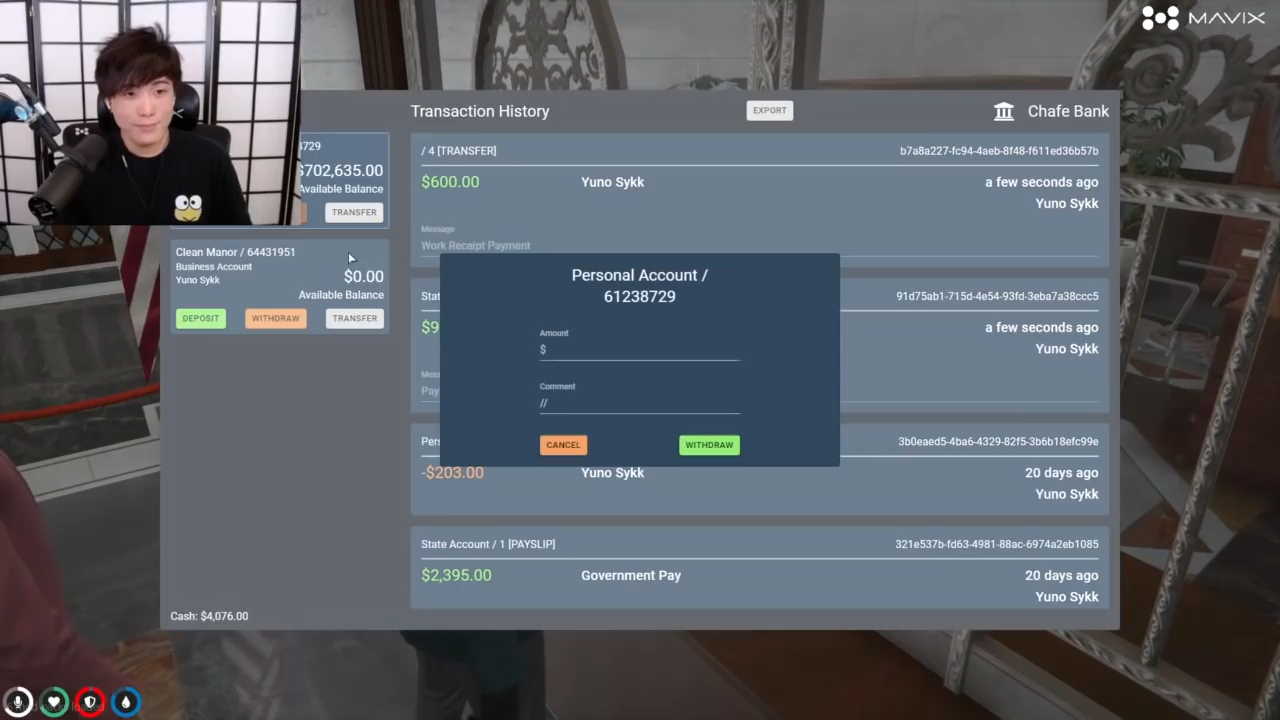 MAVIX
Transaction History
EXPORT
Chafe Bank
729
$702,635.00
Available Balance
TRANSFER
Clean Manor / 64431951
Business Account
Yuno Sykk
$0.00
Available Balance
DEPOSIT
WITHDRAW
TRANSFER
/ 4 [TRANSFER]
b7a8a227-fc94-4aeb-8f48-f611ed36b57b
$600.00
Yuno Sykk
a few seconds ago
Yuno Sykk
Message
Work Receipt Payment
Stat
91d75ab1-715d-4e54-93fd-3eba7a38ccc5
$9
a few seconds ago
Yuno Sykk
Mess
Pay
Personal Account /
61238729
Amount
$
Comment
//
CANCEL
WITHDRAW
Pers
3b0eaed5-4ba6-4329-82f5-3b6b18efc99e
-$203.00
Yuno Sykk
20 days ago
Yuno Sykk
State Account / 1 [PAYSLIP]
321e537b-fd63-4981-88ac-6974a2eb1085
$2,395.00
Government Pay
20 days ago
Yuno Sykk
Cash: $4,076.00